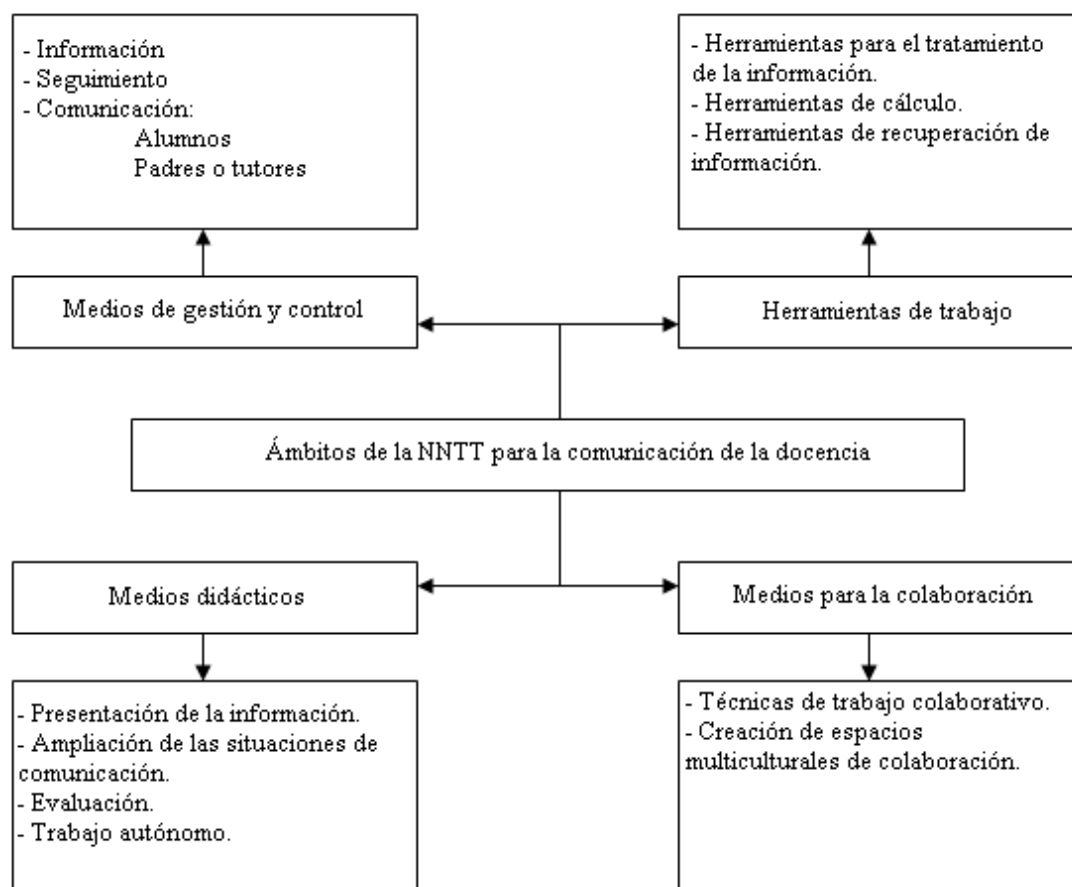 - Información
- Seguimiento
- Comunicación:
Alumnos
Padres o tutores
- Herramientas para el tratamiento
de la información.
- Herramientas de cálculo.
- Herramientas de recuperación de
información.
Medios de gestión y control
Herramientas de trabajo
Ámbitos de la NNTT para la comunicación de la docencia
Medios didácticos
Medios para la colaboración
- Presentación de la información.
- Ampliación de las situaciones de
comunicación.
- Evaluación.
- Trabajo autónomo.
- Técnicas de trabajo colaborativo.
- Creación de espacios
multiculturales de colaboración.